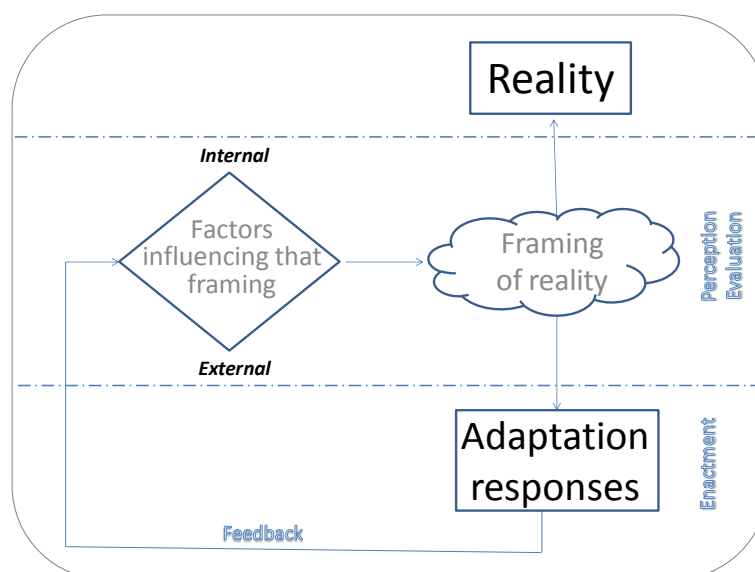 Reality
Internal
Factors
influencing that
framing
External
Framing
of reality
Perception
Evaluation
Adaptation
responses
Enactment
Feedback